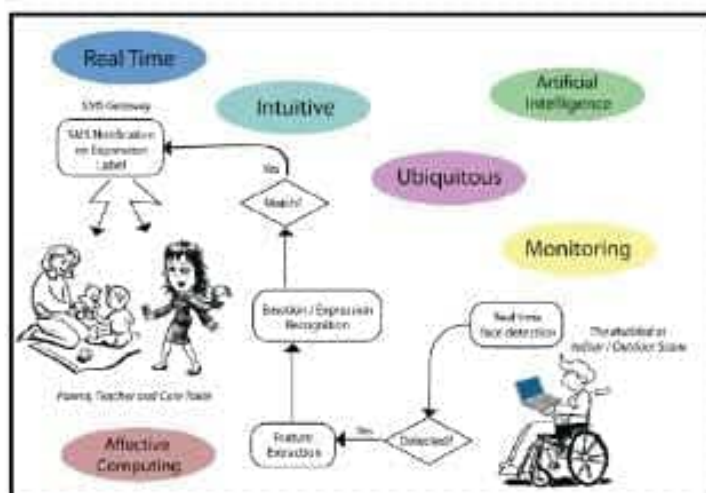 Real Time
Artificial
Intelligence
Intuitive
SMS Gateway
SMS Notification
on Expression
Label
Yes
Ubiquitous
Match?
Monitoring
Emotion / Expression
Recognition
Real time
face detection
The disabled at
Indoor / Outdoor Scene
Parents, Teacher and Care Taker
Yes
Detected?
Feature
Extraction
Affective
Computing